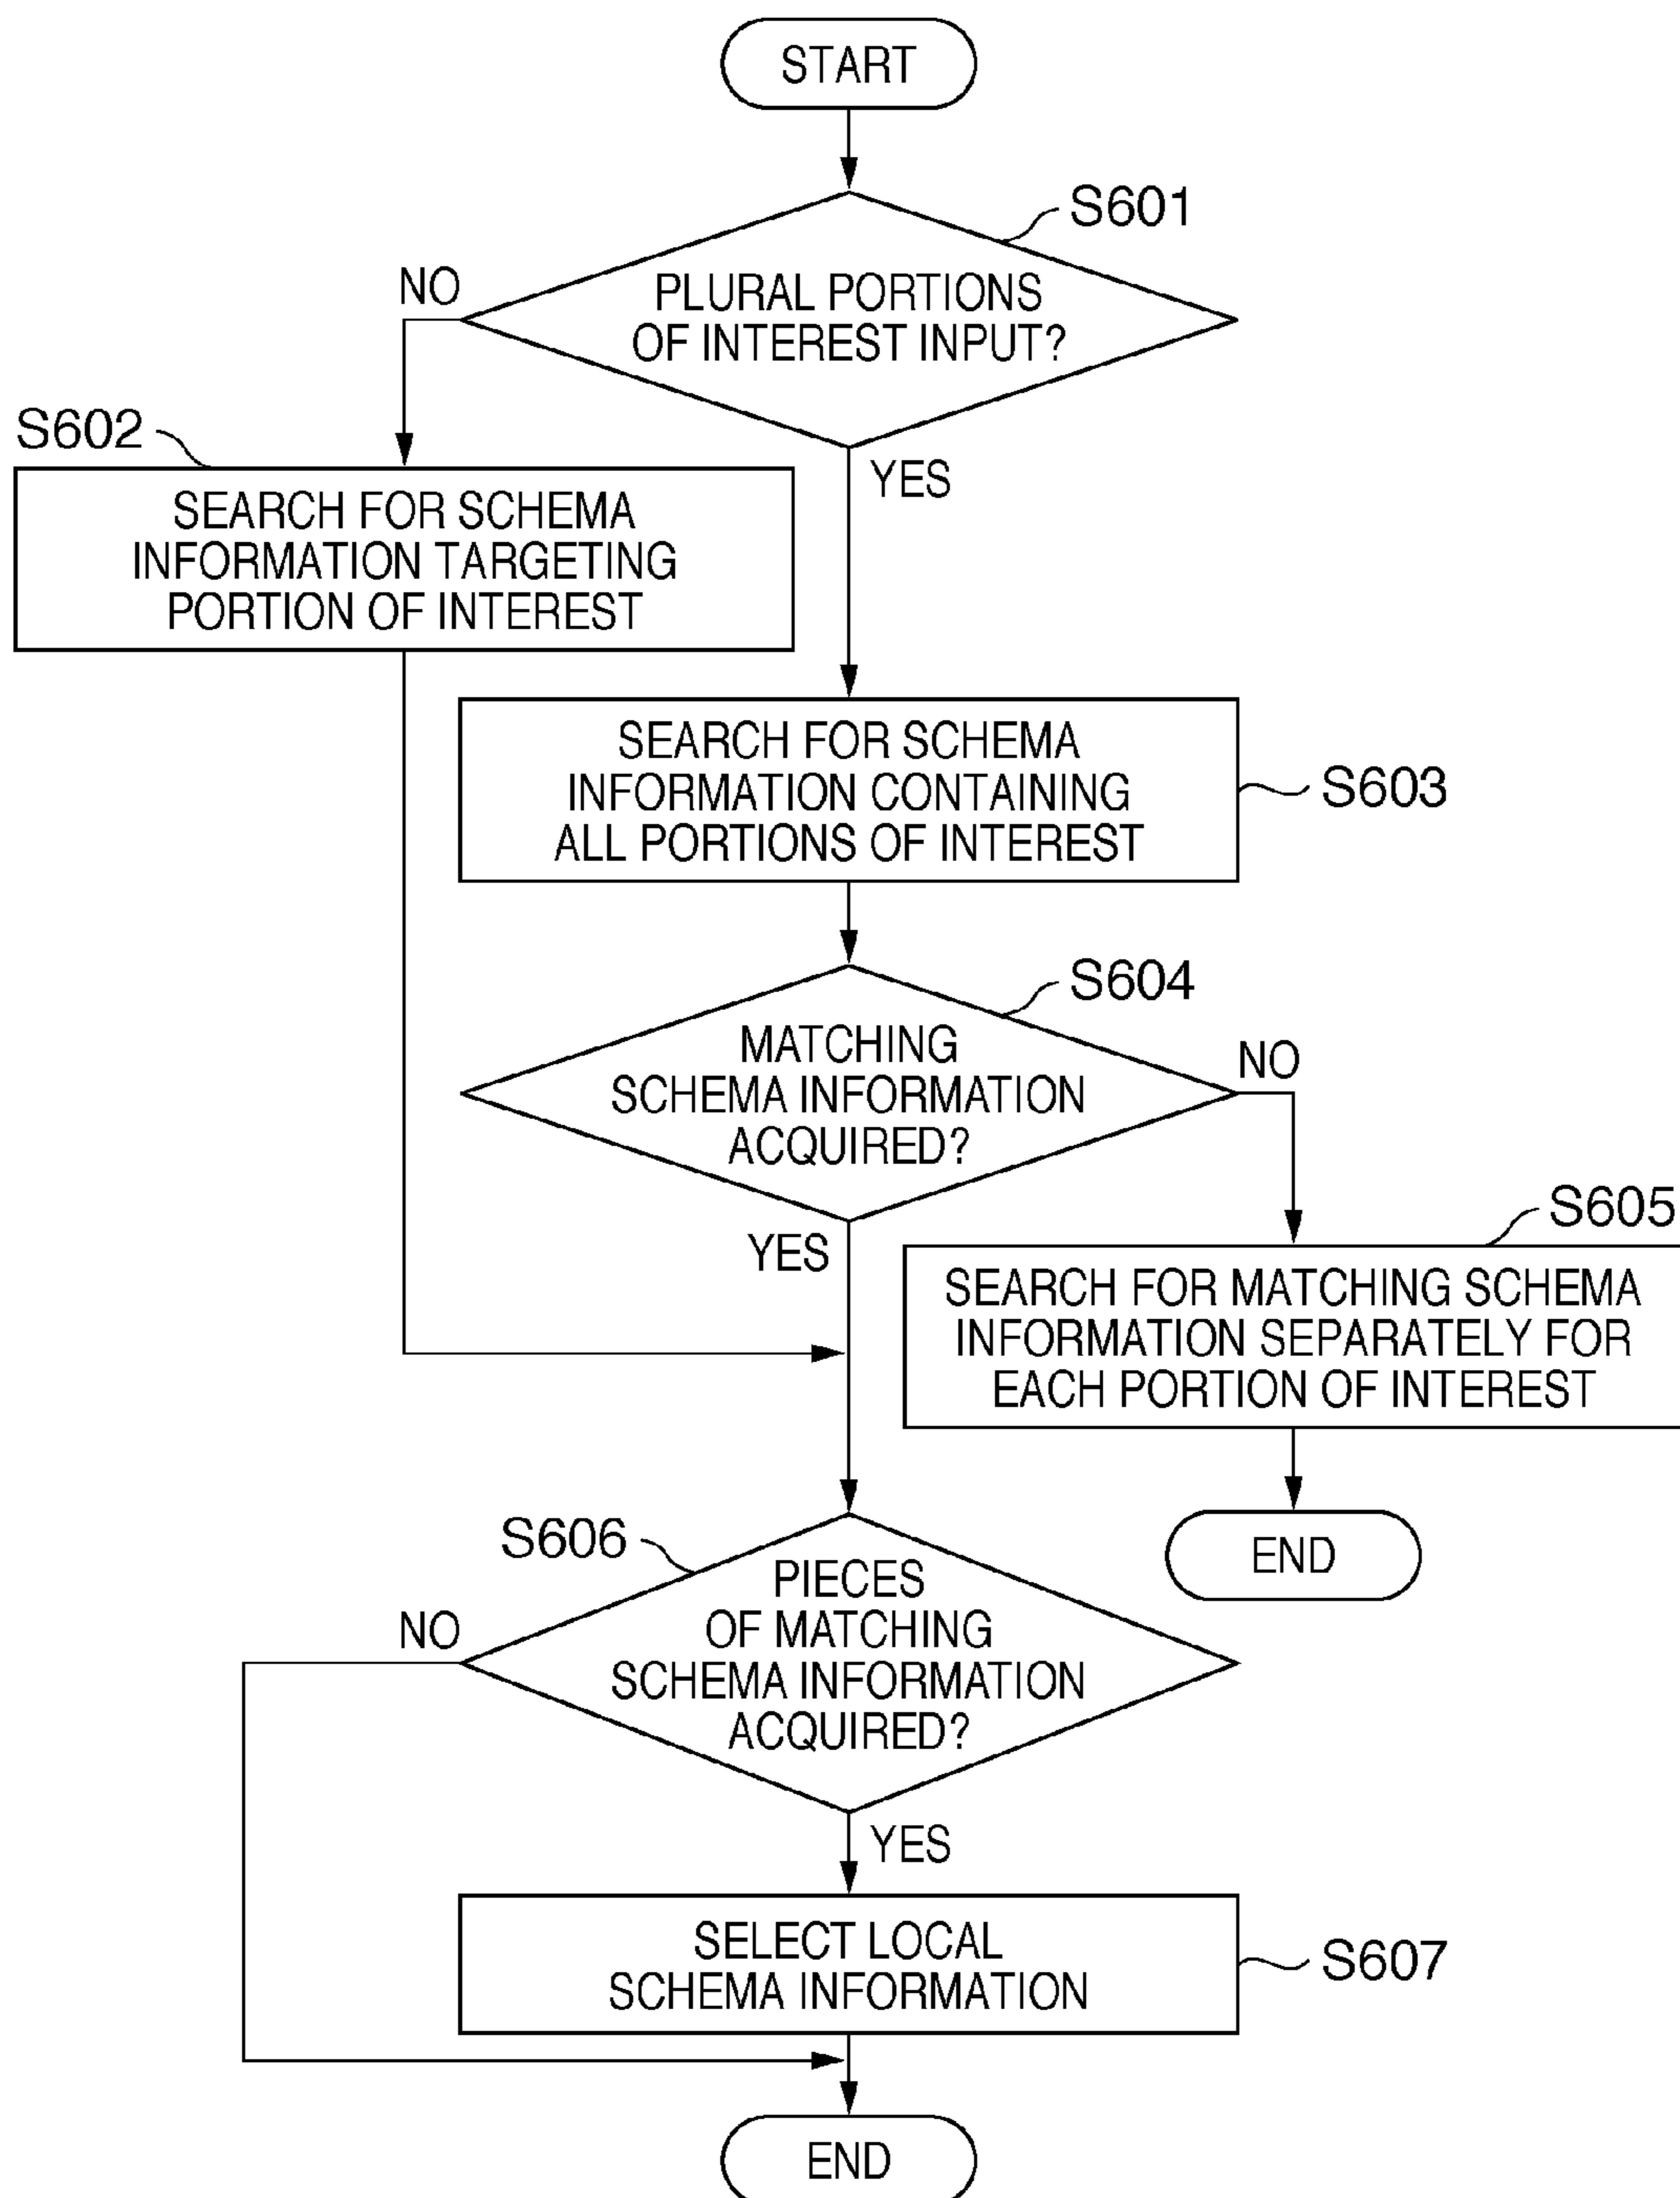 START
S601
NO
PLURAL PORTIONS
OF INTEREST INPUT?
S602
YES
SEARCH FOR SCHEMA
INFORMATION TARGETING
PORTION OF INTEREST
SEARCH FOR SCHEMA
INFORMATION CONTAINING
ALL PORTIONS OF INTEREST
S603
S604
MATCHING
SCHEMA INFORMATION
ACQUIRED?
NO
YES
S605
SEARCH FOR MATCHING SCHEMA
INFORMATION SEPARATELY FOR
EACH PORTION OF INTEREST
END
S606
NO
PIECES
OF MATCHING
SCHEMA INFORMATION
ACQUIRED?
YES
SELECT LOCAL
SCHEMA INFORMATION
S607
END